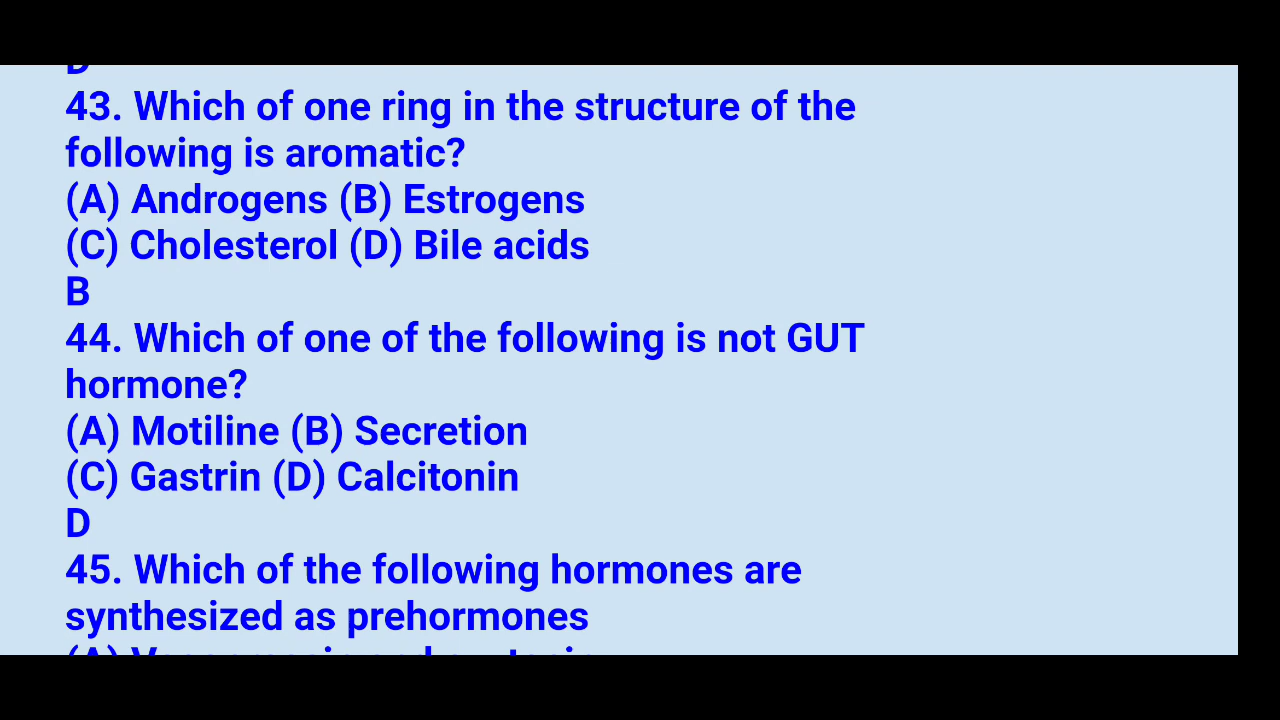 D
43. Which of one ring in the structure of the
following is aromatic?
(A) Androgens (B) Estrogens
(C) Cholesterol (D) Bile acids
B
44. Which of one of the following is not GUT
hormone?
(A) Motiline (B) Secretion
(C) Gastrin (D) Calcitonin
D
45. Which of the following hormones are
synthesized as prehormones